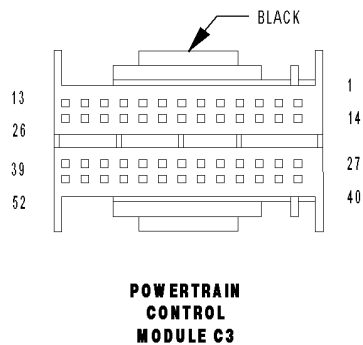 BLACK
13 1
26 14
39 27
52 40
POWERTRAIN
CONTROL
MODULE C3